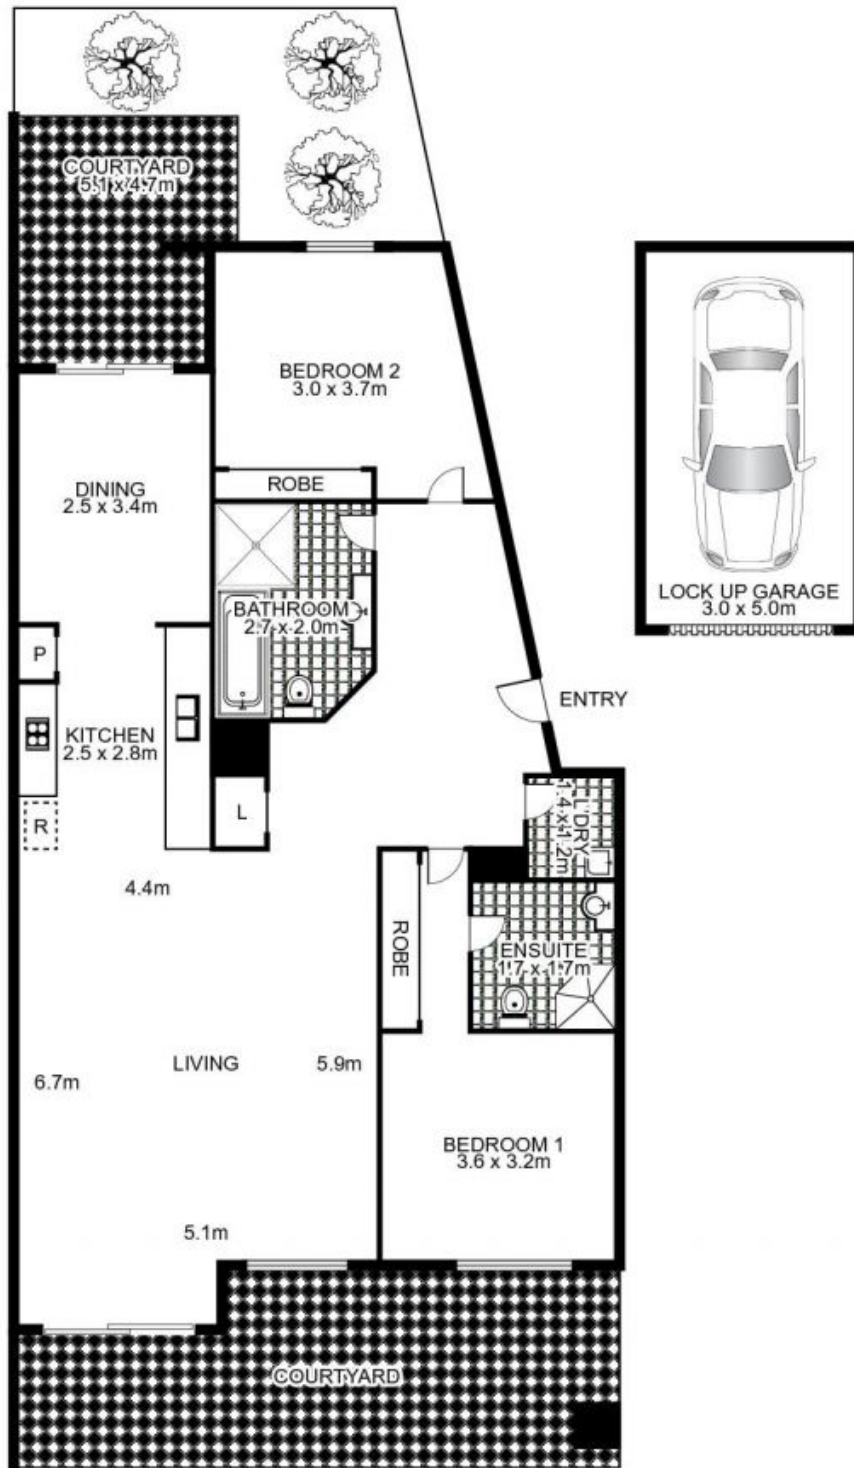 COURTYARD
5.1 x 4.7m
BEDROOM 2
3.0 x 3.7m
DINING
2.5 x 3.4m
ROBE
BATHROOM
2.7 x 2.0m
LOCK UP GARAGE
3.0 x 5.0m
P
ENTRY
KITCHEN
2.5 x 2.8m
L
R
L'DRY
1.4 x 1.2m
4.4m
ROBE
ENSUITE
1.7 x 1.7m
LIVING
5.9m
6.7m
BEDROOM 1
3.6 x 3.2m
5.1m
COURTYARD